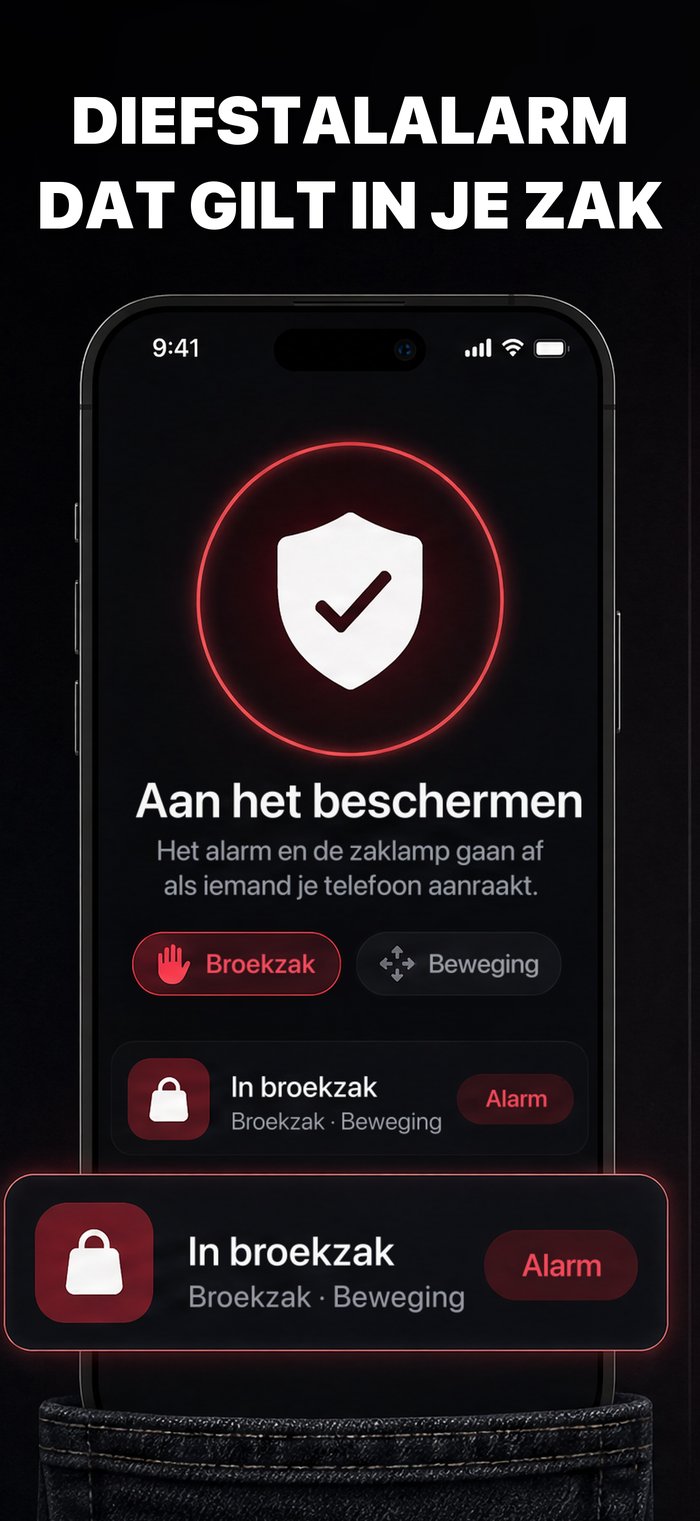 DIEFSTALALARM
DAT GILT IN JE ZAK
9:41
Aan het beschermen
Het alarm en de zaklamp gaan af
als iemand je telefoon aanraakt.
Broekzak
Beweging
In broekzak
Broekzak · Beweging
Alarm
In broekzak
Broekzak · Beweging
Alarm